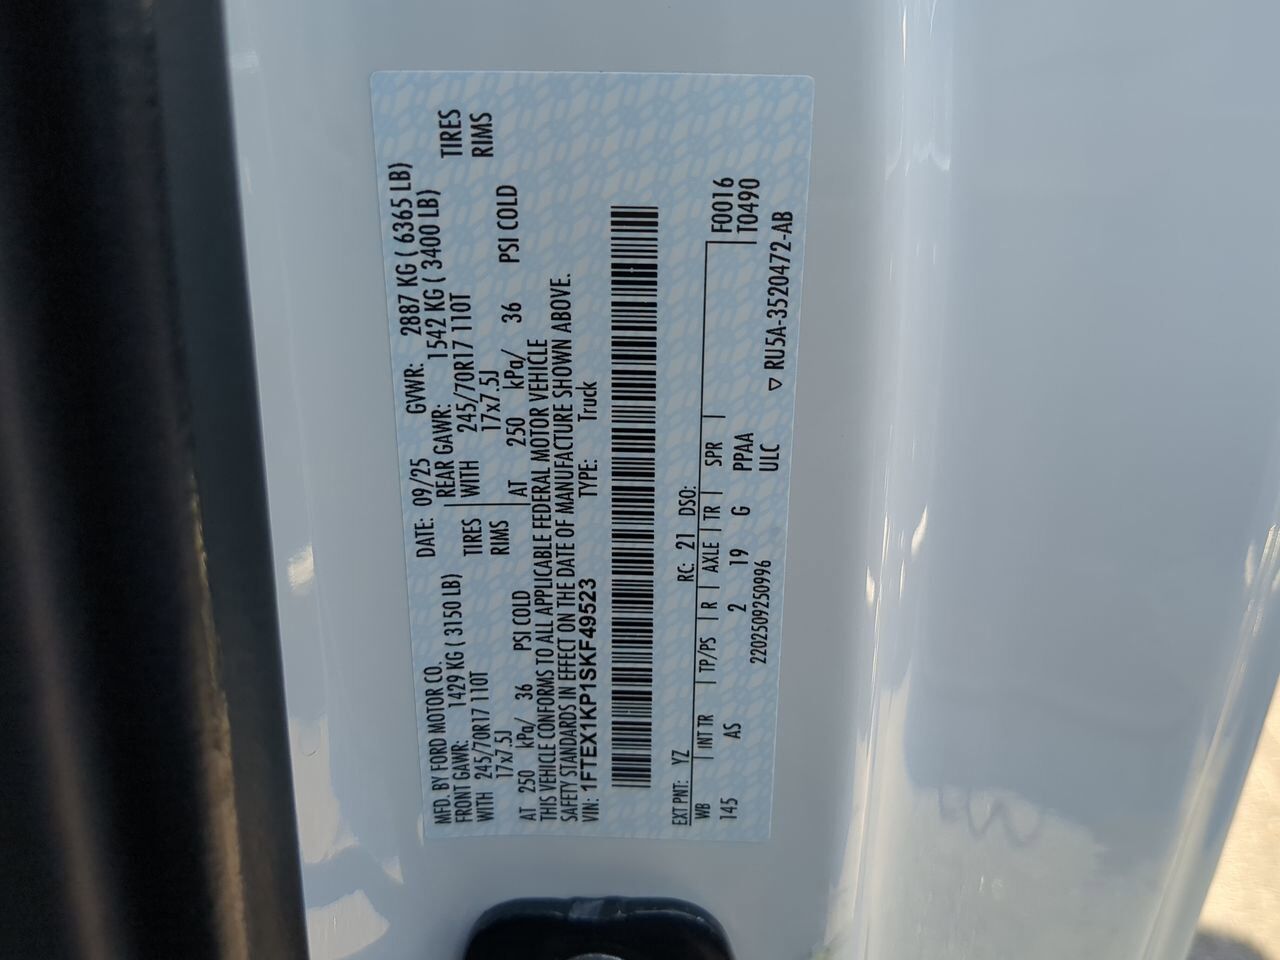 MFD. BY FORD MOTOR CO.
DATE: 09/25 GVWR: 2887 KG ( 6365 LB)
FRONT GAWR: 1429 KG ( 3150 LB) REAR GAWR: 1542 KG ( 3400 LB)
WITH 245/70R17 110T TIRES WITH 245/70R17 110T TIRES
17x7.5J RIMS 17x7.5J RIMS
AT 250 kPa/ 36 PSI COLD AT 250 kPa/ 36 PSI COLD
THIS VEHICLE CONFORMS TO ALL APPLICABLE FEDERAL MOTOR VEHICLE
SAFETY STANDARDS IN EFFECT ON THE DATE OF MANUFACTURE SHOWN ABOVE.
VIN: 1FTEX1KP1SKF49523 TYPE: Truck
EXT PNT: YZ RC: 21 DSO:
WB | INT TR | TP/PS | R | AXLE | TR | SPR | F0016
145 AS 2 19 G PPAA T0490
2202509250996 ULC
▽ RU5A-3520472-AB